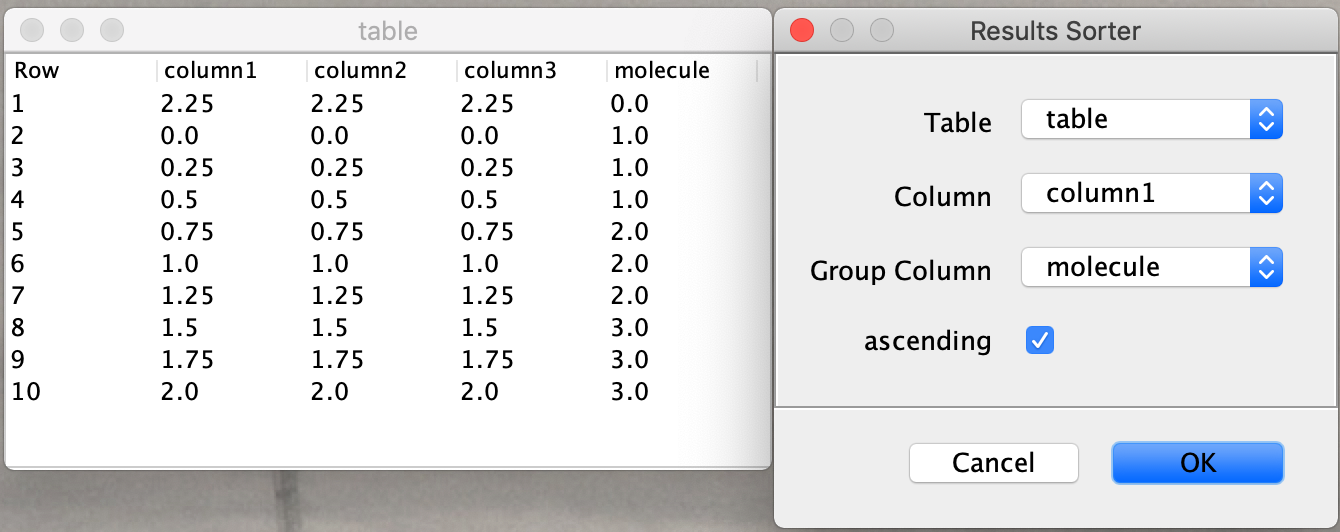 table
Row column1 column2 column3 molecule
1 2.25 2.25 2.25 0.0
2 0.0 0.0 0.0 1.0
3 0.25 0.25 0.25 1.0
4 0.5 0.5 0.5 1.0
5 0.75 0.75 0.75 2.0
6 1.0 1.0 1.0 2.0
7 1.25 1.25 1.25 2.0
8 1.5 1.5 1.5 3.0
9 1.75 1.75 1.75 3.0
10 2.0 2.0 2.0 3.0
Results Sorter
Table table
Column column1
Group Column molecule
ascending
Cancel OK